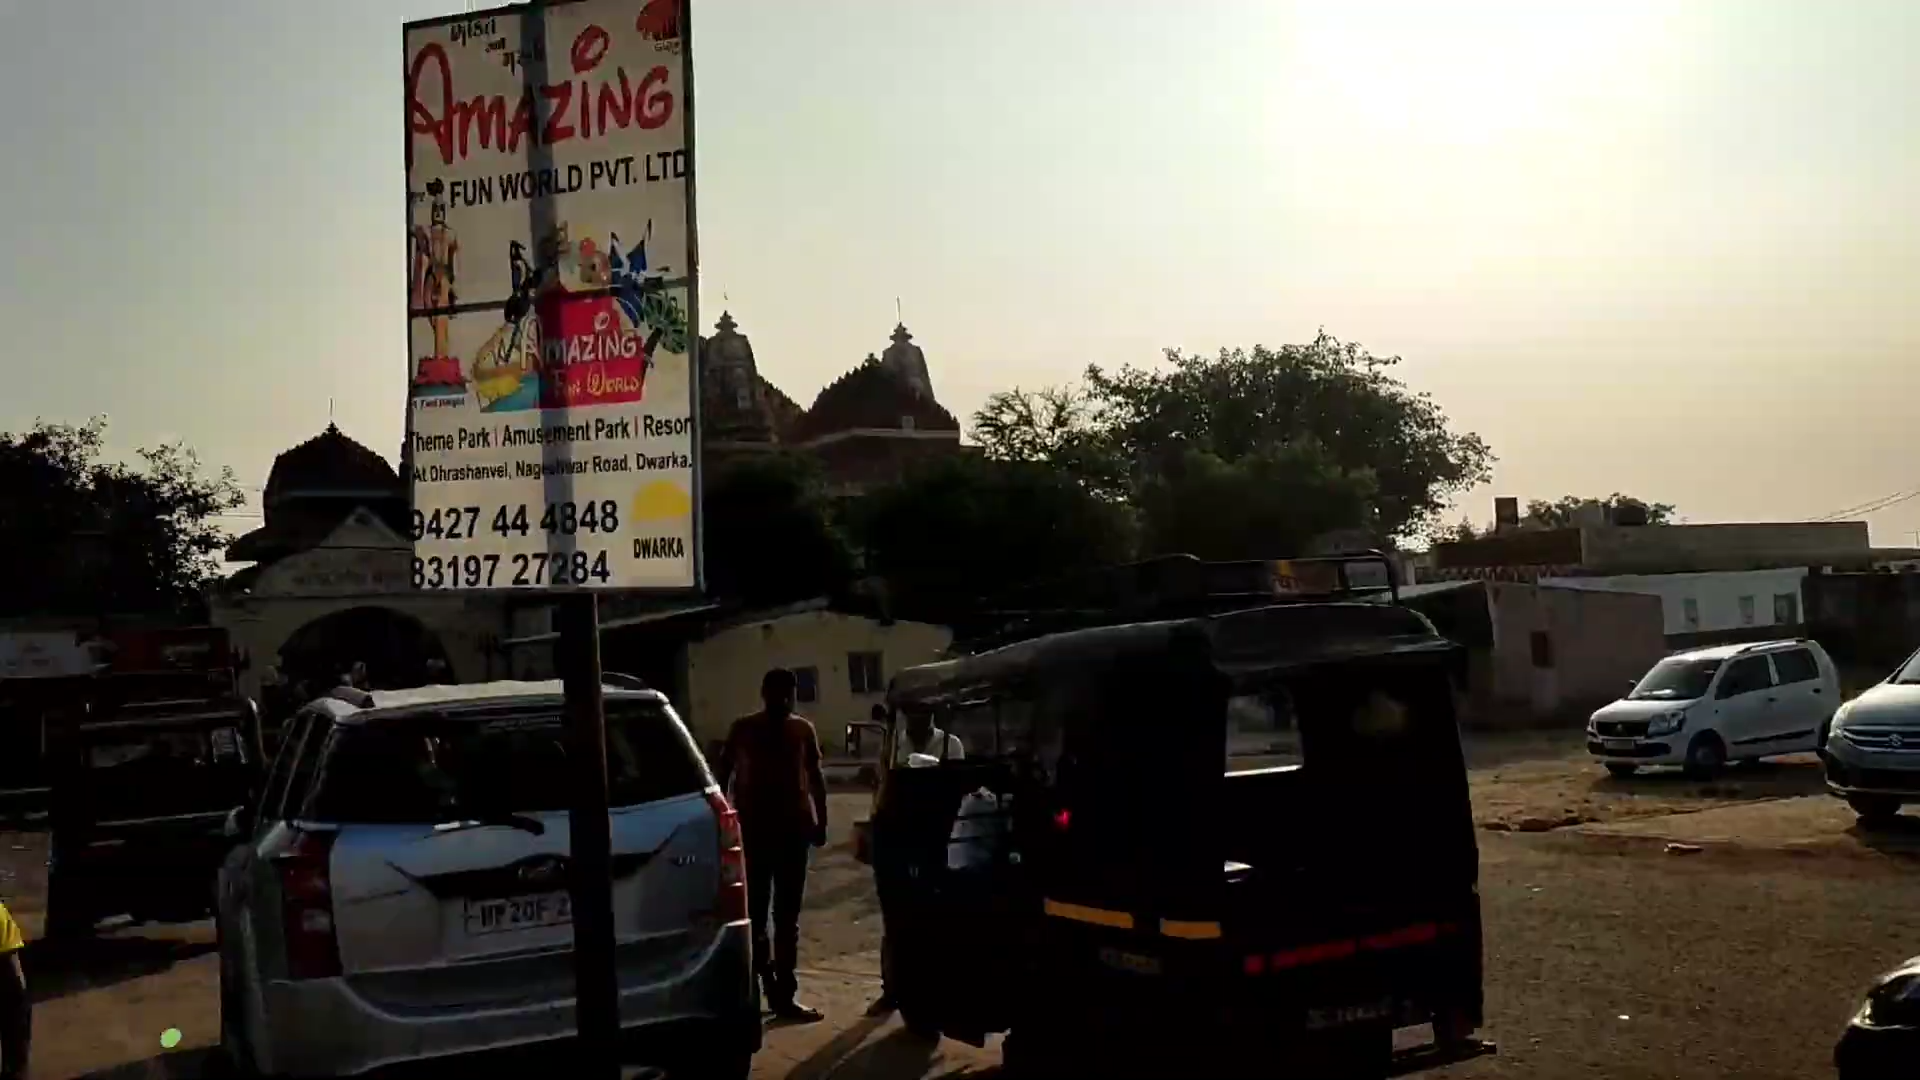 AMAZING
FUN WORLD PVT. LTD
AMAZING
FUN WORLD
Theme Park | Amusement Park | Resor
At Dhrashanvel, Nageshwar Road, Dwarka.
9427 44 4848
83197 27284
DWARKA